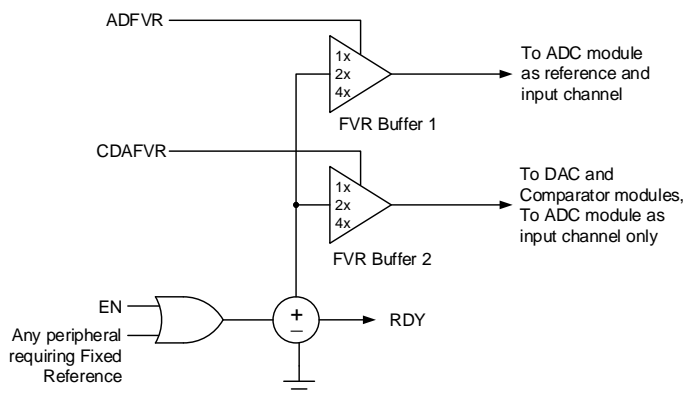 ADFVR
1x
2x
4x
FVR Buffer 1
To ADC module
as reference and
input channel
CDAFVR
1x
2x
4x
FVR Buffer 2
To DAC and
Comparator modules,
To ADC module as
input channel only
EN
Any peripheral
requiring Fixed
Reference
+
–
RDY